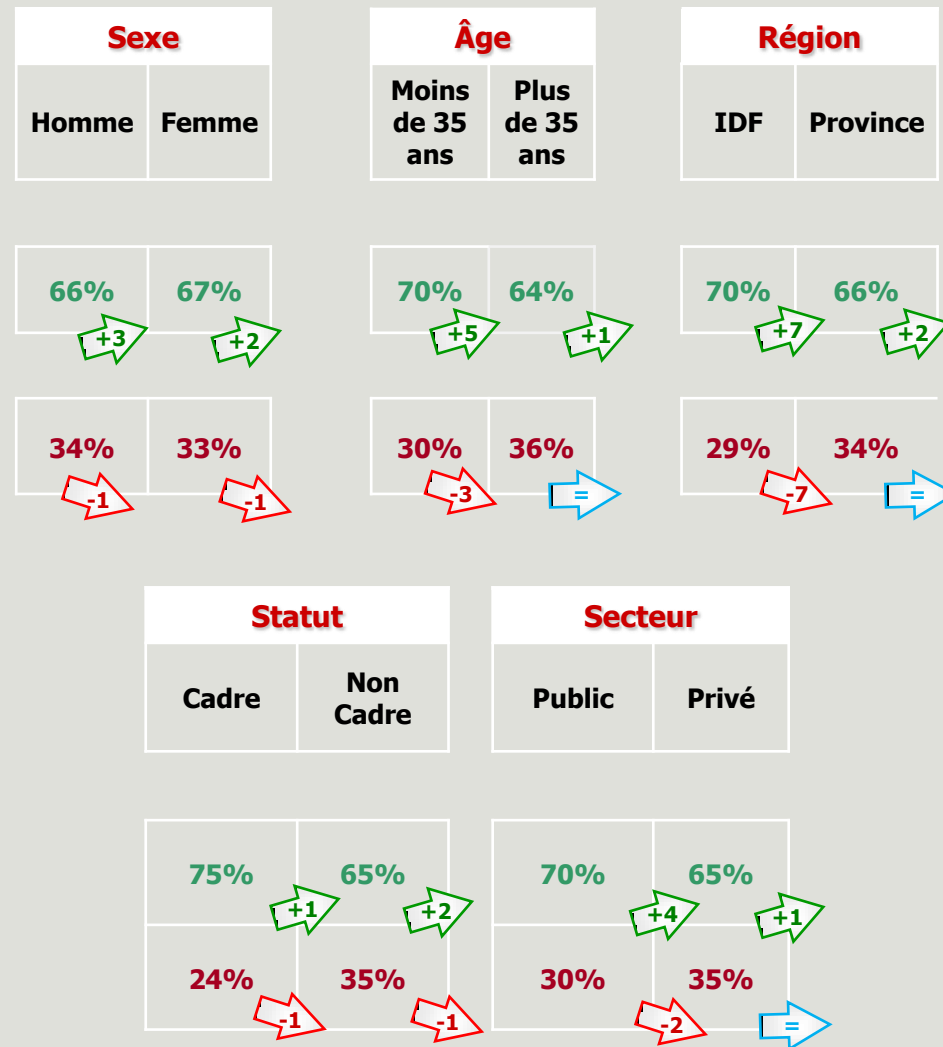 Sexe
Âge
Région
Homme
Femme
Moins
de 35
ans
Plus
de 35
ans
IDF
Province
66%
67%
70%
64%
70%
66%
+3
+2
+5
+1
+7
+2
34%
33%
30%
36%
29%
34%
-1
-1
-3
=
-7
=
Statut
Secteur
Cadre
Non
Cadre
Public
Privé
75%
65%
70%
65%
+1
+2
+4
+1
24%
35%
30%
35%
-1
-1
-2
=